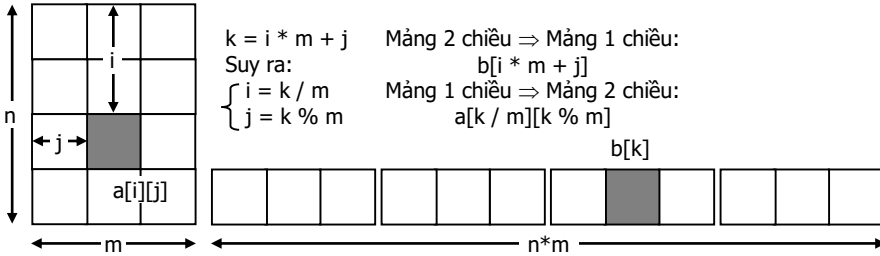 k = i * m + j Mảng 2 chiều ⇒ Mảng 1 chiều:
i Suy ra: b[i * m + j]
i = k / m Mảng 1 chiều ⇒ Mảng 2 chiều:
n j = k % m a[k / m][k % m]
j b[k]
a[i][j]
m n*m